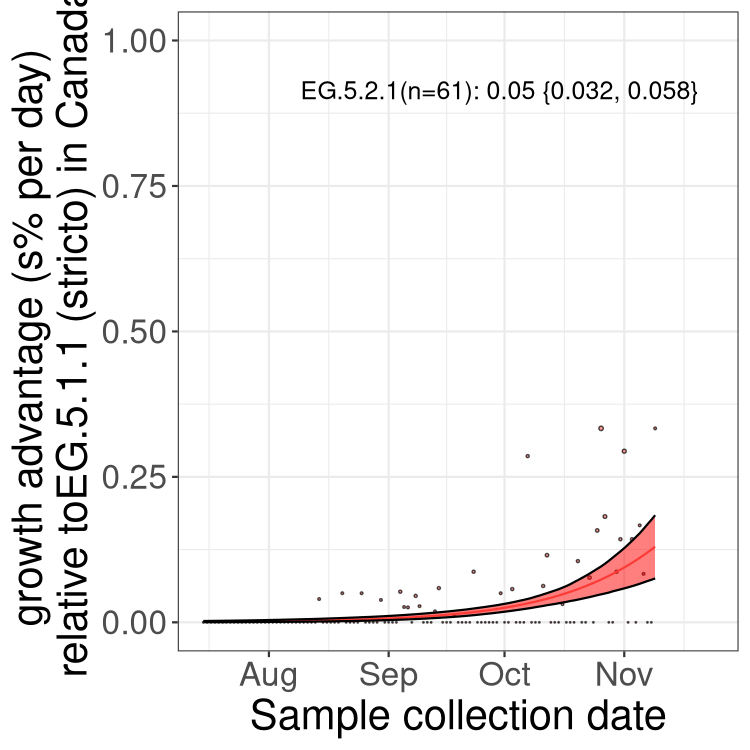 growth advantage (s% per day)
relative toEG.5.1.1 (stricto) in Canada
1.00
0.75
0.50
0.25
0.00
EG.5.2.1(n=61): 0.05 {0.032, 0.058}
Aug Sep Oct Nov
Sample collection date